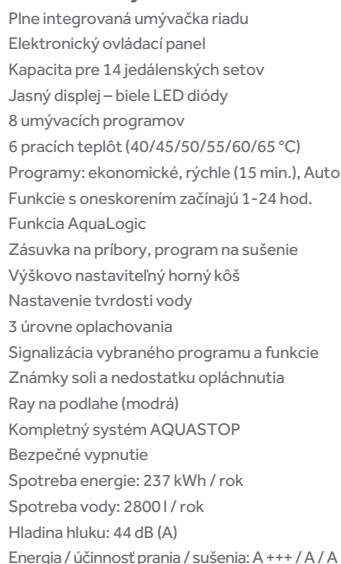 Plne integrovaná umývačka riadu
Elektronický ovládací panel
Kapacita pre 14 jedálenských setov
Jasný displej – biele LED diódy
8 umývacích programov
6 pracích teplôt (40/45/50/55/60/65 °C)
Programy: ekonomické, rýchle (15 min.), Auto
Funkcie s oneskorením začínajú 1-24 hod.
Funkcia AquaLogic
Zásuvka na príbory, program na sušenie
Výškovo nastaviteľný horný kôš
Nastavenie tvrdosti vody
3 úrovne oplachovania
Signalizácia vybraného programu a funkcie
Známky soli a nedostatku opláchnutia
Ray na podlahe (modrá)
Kompletný systém AQUASTOP
Bezpečné vypnutie
Spotreba energie: 237 kWh / rok
Spotreba vody: 2800 l / rok
Hladina hluku: 44 dB (A)
Energia / účinnosť prania / sušenia: A +++ / A / A